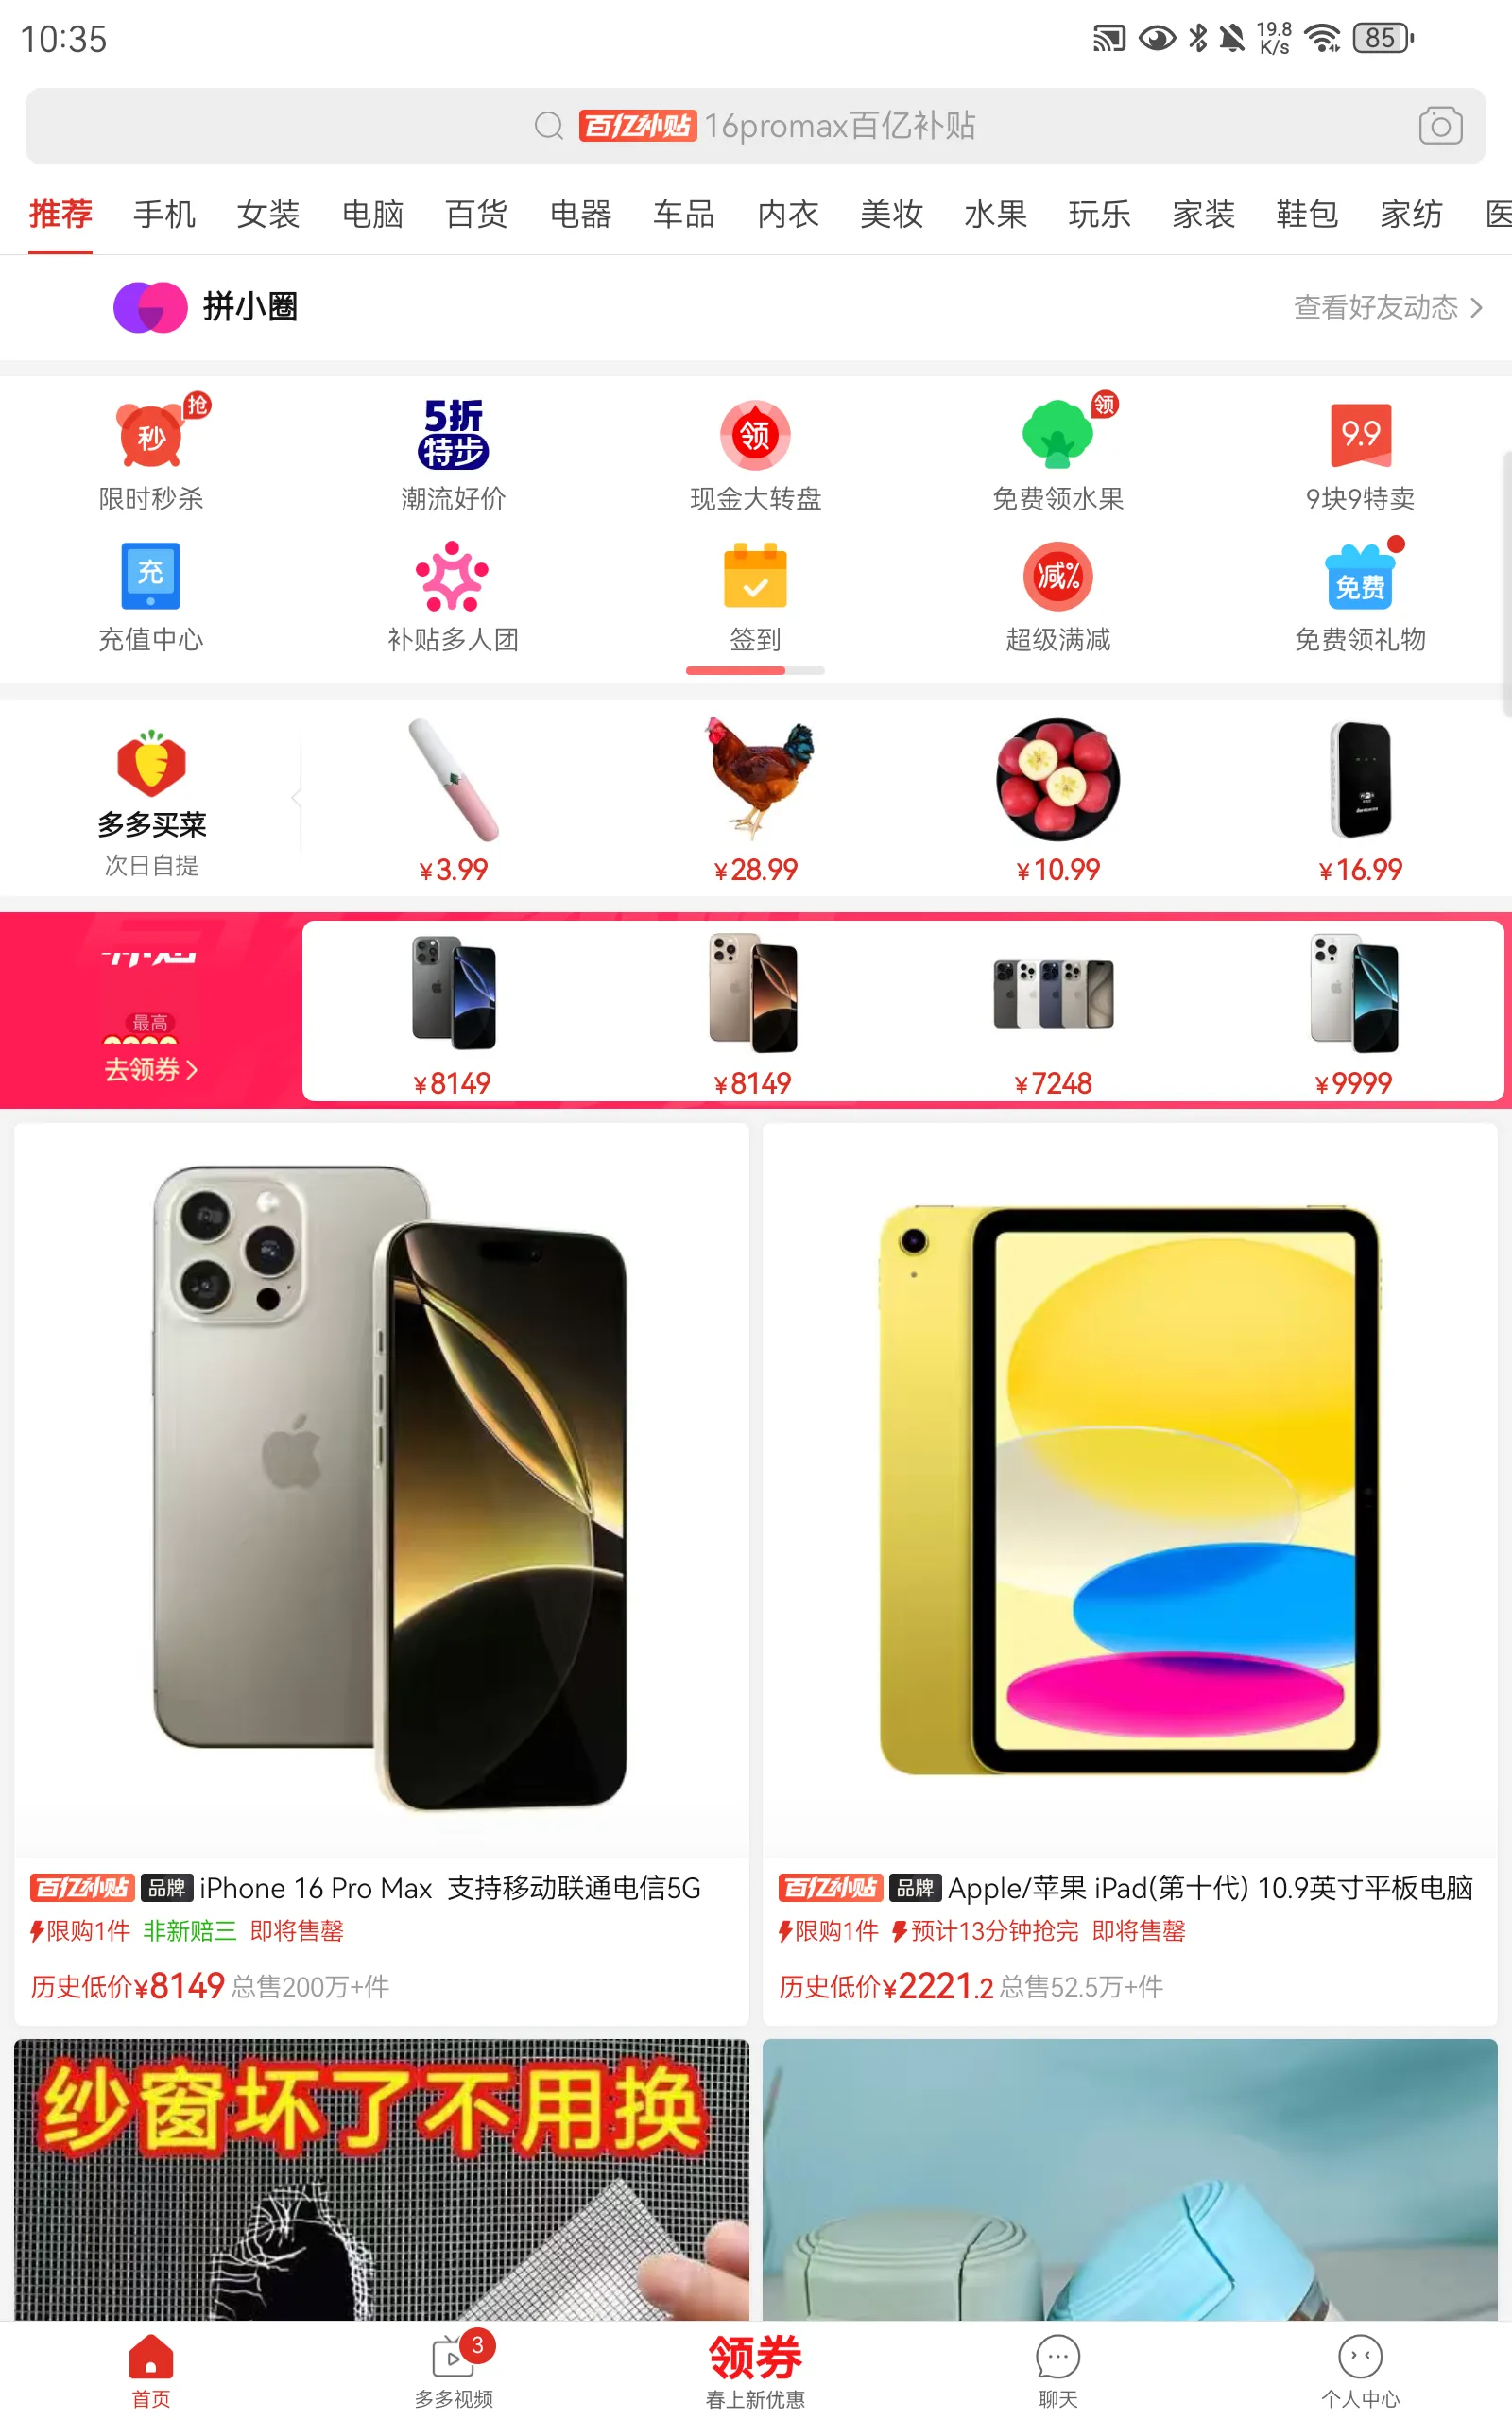 10:35
19.8 K/s
85
百亿补贴 16promax百亿补贴
推荐 手机 女装 电脑 百货 电器 车品 内衣 美妆 水果 玩乐 家装 鞋包 家纺 医
拼小圈
查看好友动态
秒 抢
5折
特步
领
领
9.9
限时秒杀 潮流好价 现金大转盘 免费领水果 9块9特卖
充
减%
免费
充值中心 补贴多人团 签到 超级满减 免费领礼物
多多买菜
次日自提
¥3.99 ¥28.99 ¥10.99 ¥16.99
最高
去领券
¥8149 ¥8149 ¥7248 ¥9999
百亿补贴 品牌 iPhone 16 Pro Max 支持移动联通电信5G
限购1件 非新赔三 即将售罄
历史低价¥8149 总售200万+件
百亿补贴 品牌 Apple/苹果 iPad(第十代) 10.9英寸平板电脑
限购1件 预计13分钟抢完 即将售罄
历史低价¥2221.2 总售52.5万+件
纱窗坏了不用换
首页
3
多多视频
领券
春上新优惠
聊天
个人中心